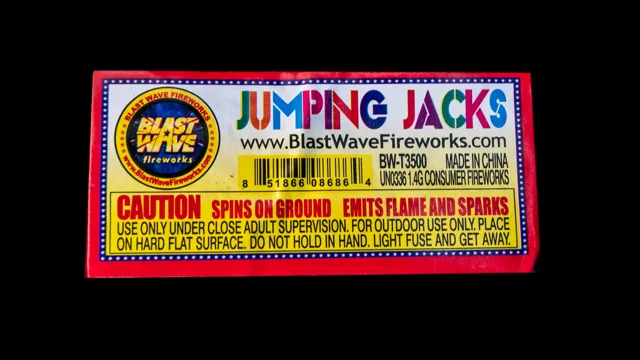 BLAST WAVE FIREWORKS
BLAST
WAVE
fireworks
www.BlastWaveFireworks.com
JUMPING JACKS
www.BlastWaveFireworks.com
BW-T3500 MADE IN CHINA
UN0336 1.4G CONSUMER FIREWORKS
8 51866 08686 4
CAUTION SPINS ON GROUND EMITS FLAME AND SPARKS
USE ONLY UNDER CLOSE ADULT SUPERVISION. FOR OUTDOOR USE ONLY. PLACE
ON HARD FLAT SURFACE. DO NOT HOLD IN HAND. LIGHT FUSE AND GET AWAY.